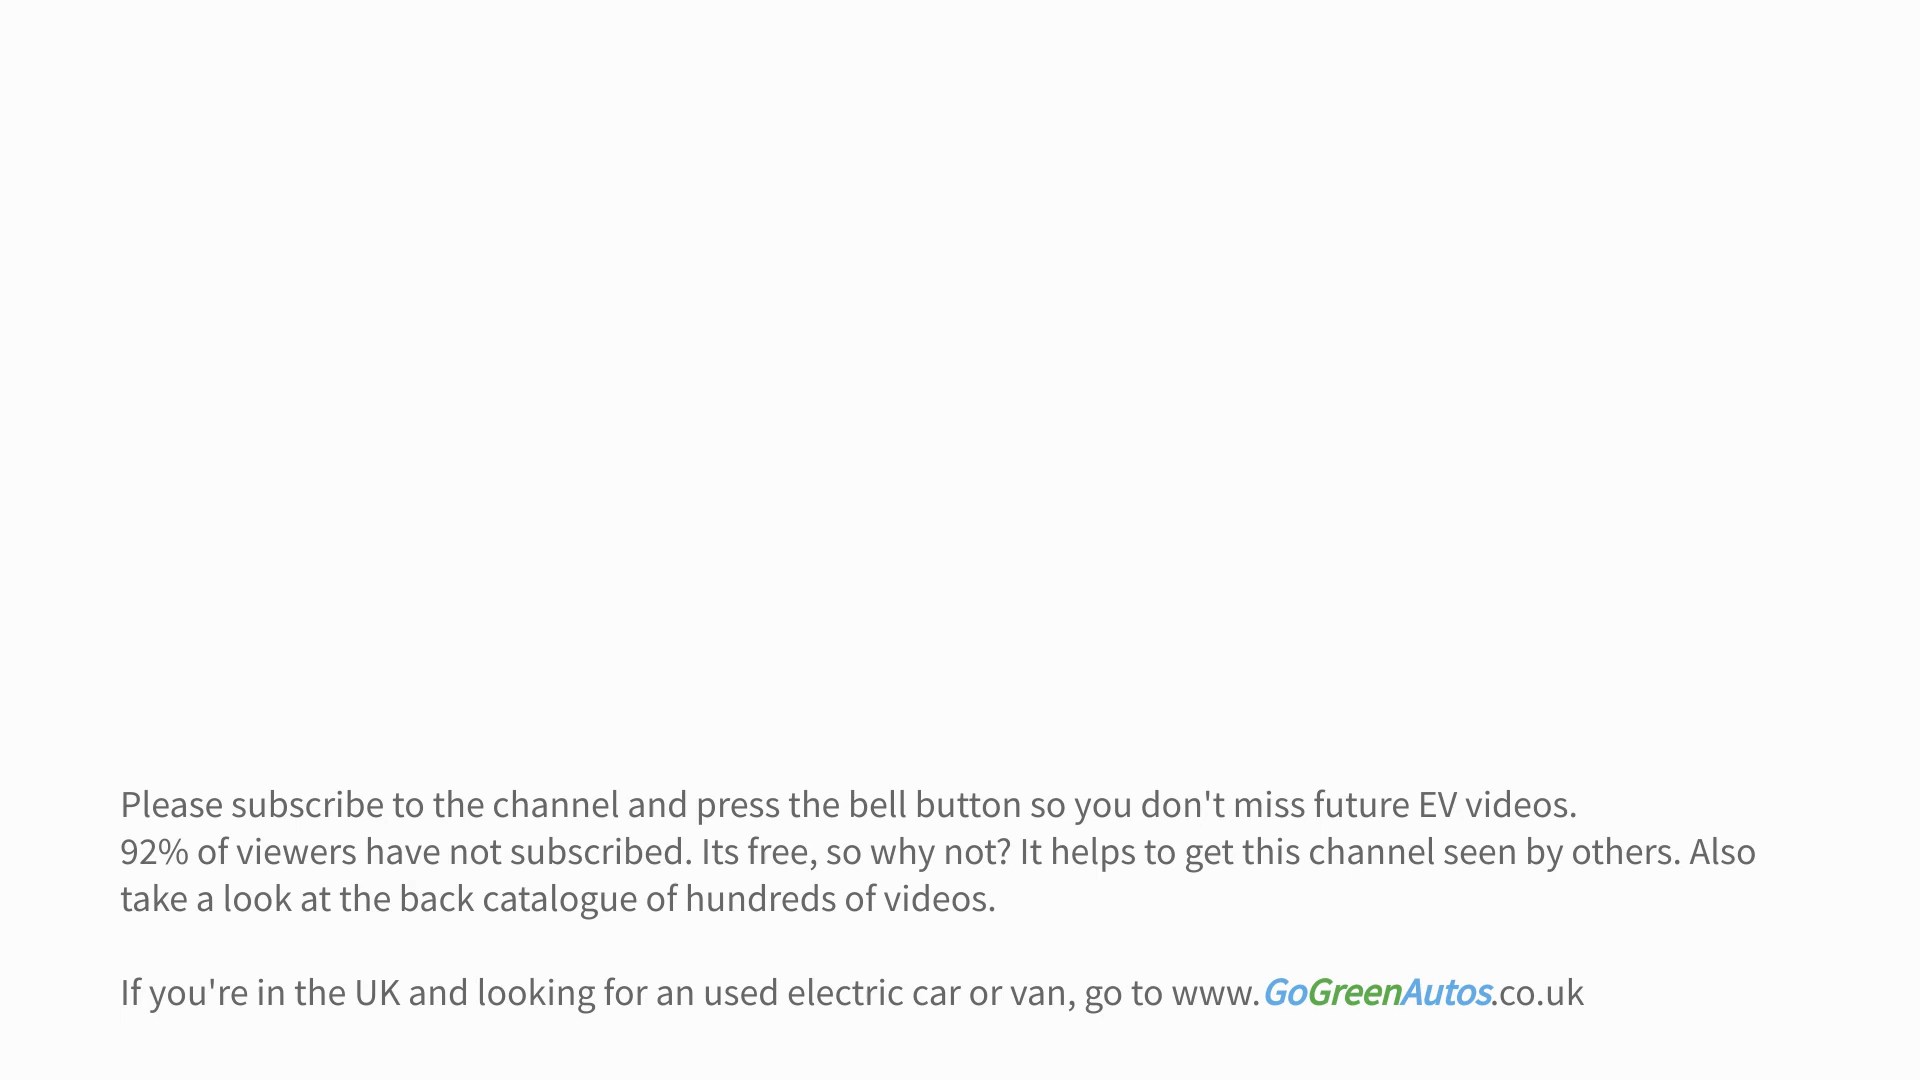 Please subscribe to the channel and press the bell button so you don't miss future EV videos.
92% of viewers have not subscribed. Its free, so why not? It helps to get this channel seen by others. Also
take a look at the back catalogue of hundreds of videos.
If you're in the UK and looking for an used electric car or van, go to www.GoGreenAutos.co.uk